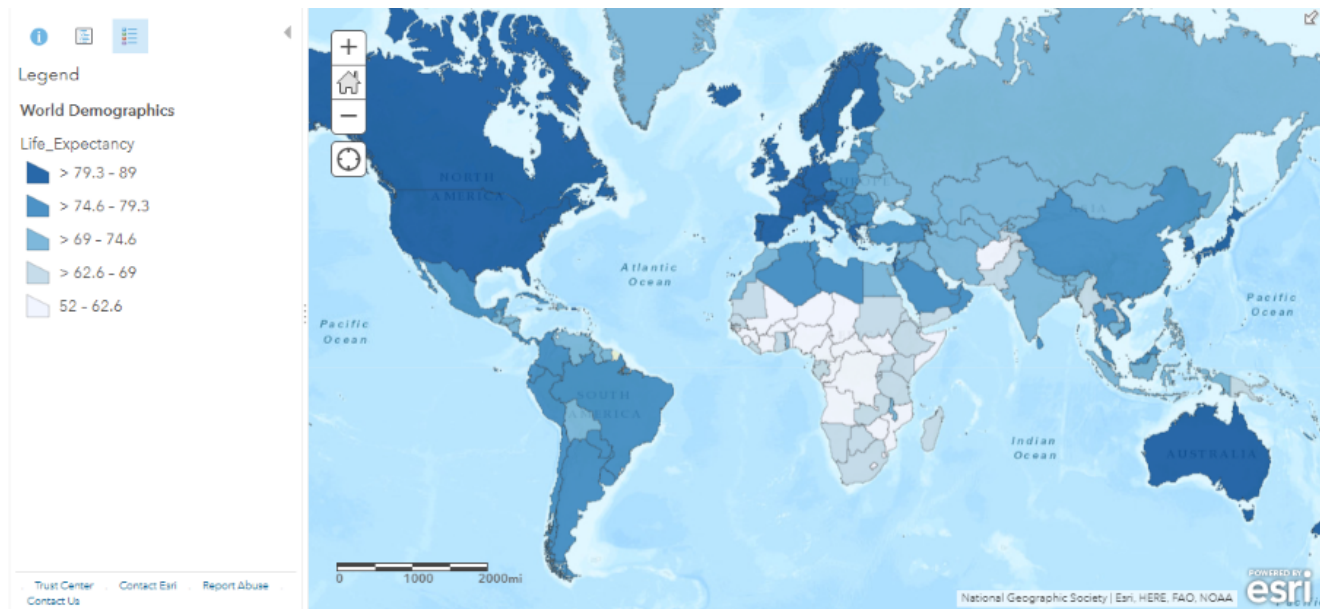 Legend
World Demographics
Life_Expectancy
> 79.3 - 89
> 74.6 - 79.3
> 69 - 74.6
> 62.6 - 69
52 - 62.6
Trust Center
Contact Esri
Report Abuse
Contact Us
+
−
NORTH
AMERICA
EUROPE
Atlantic
Ocean
Pacific
Ocean
Pacific
Ocean
SOUTH
AMERICA
Indian
Ocean
AUSTRALIA
0 1000 2000mi
National Geographic Society | Esri, HERE, FAO, NOAA
POWERED BY
esri